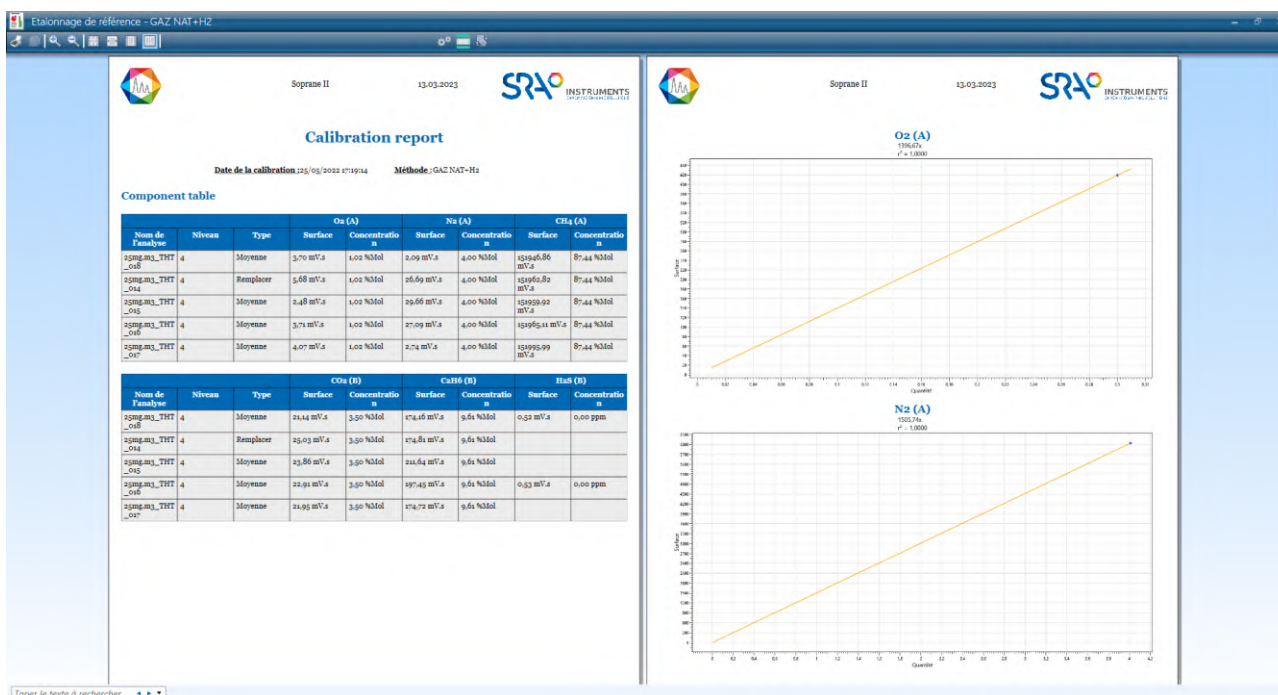 Etalonnage de référence - GAZ NAT+H2
Soprane II
13.03.2023
SRA INSTRUMENTS
Calibration report
Date de la calibration :25/05/2022 17:19:14 Méthode :GAZ NAT+H2
Component table
O2 (A) N2 (A) CH4 (A)
Nom de l'analyse Niveau Type Surface Concentration Surface Concentration Surface Concentration
25mg.m3_THT_018 4 Moyenne 3,70 mV.s 1,02 %Mol 2,09 mV.s 4,00 %Mol 151946,86 mV.s 87,44 %Mol
25mg.m3_THT_014 4 Remplacer 5,68 mV.s 1,02 %Mol 26,69 mV.s 4,00 %Mol 151962,82 mV.s 87,44 %Mol
25mg.m3_THT_015 4 Moyenne 2,48 mV.s 1,02 %Mol 29,66 mV.s 4,00 %Mol 151959,92 mV.s 87,44 %Mol
25mg.m3_THT_016 4 Moyenne 3,71 mV.s 1,02 %Mol 27,09 mV.s 4,00 %Mol 151965,11 mV.s 87,44 %Mol
25mg.m3_THT_017 4 Moyenne 4,07 mV.s 1,02 %Mol 2,74 mV.s 4,00 %Mol 151995,99 mV.s 87,44 %Mol
CO2 (B) C2H6 (B) H2S (B)
Nom de l'analyse Niveau Type Surface Concentration Surface Concentration Surface Concentration
25mg.m3_THT_018 4 Moyenne 21,14 mV.s 3,50 %Mol 174,16 mV.s 9,61 %Mol 0,52 mV.s 0,00 ppm
25mg.m3_THT_014 4 Remplacer 25,03 mV.s 3,50 %Mol 174,81 mV.s 9,61 %Mol
25mg.m3_THT_015 4 Moyenne 23,86 mV.s 3,50 %Mol 211,64 mV.s 9,61 %Mol
25mg.m3_THT_016 4 Moyenne 22,91 mV.s 3,50 %Mol 197,45 mV.s 9,61 %Mol 0,53 mV.s 0,00 ppm
25mg.m3_THT_017 4 Moyenne 21,95 mV.s 3,50 %Mol 174,72 mV.s 9,61 %Mol
Soprane II
13.03.2023
SRA INSTRUMENTS
O2 (A)
1396,67x
r² = 1,0000
Surface
Quantité
N2 (A)
1505,74x
r² = 1,0000
Surface
Quantité
Taper le texte à rechercher